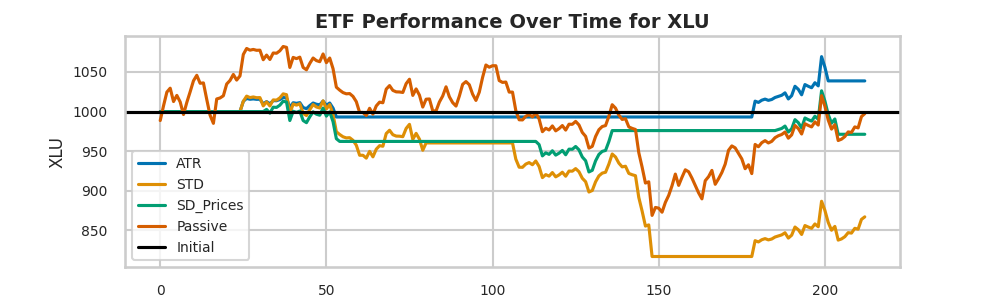 ETF Performance Over Time for XLU
XLU
1050
1000
950
900
850
ATR
STD
SD_Prices
Passive
Initial
0
50
100
150
200